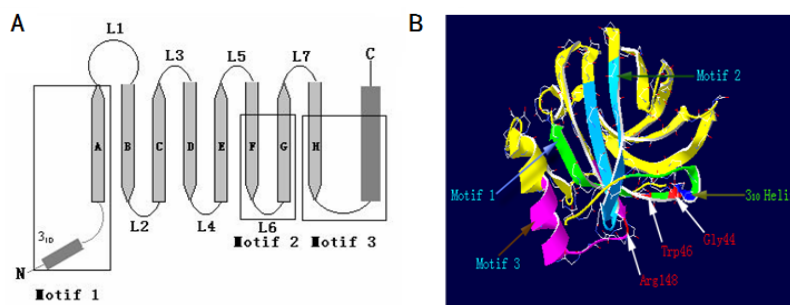 A
L1
L3
L5
L7
C
A
B
C
D
E
F
G
H
3₁₀
N
L2
L4
L6
Motif 1
Motif 2
Motif 3
B
Motif 2
Motif 1
3₁₀ Heli
Gly44
Trp46
Motif 3
Arg148